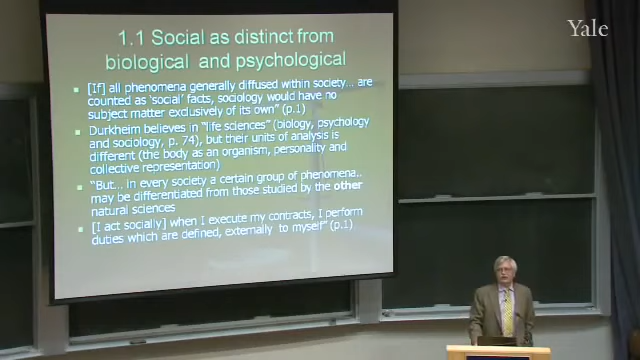 Yale
1.1 Social as distinct from
biological and psychological
[If] all phenomena generally diffused within society... are
counted as 'social' facts, sociology would have no
subject matter exclusively of its own" (p.1)
Durkheim believes in "life sciences" (biology, psychology
and sociology, p. 74), but their units of analysis is
different (the body as an organism, personality and
collective representation)
"But... in every society a certain group of phenomena..
may be differentiated from those studied by the other
natural sciences
[I act socially] when I execute my contracts, I perform
duties which are defined, externally to myself" (p.1)